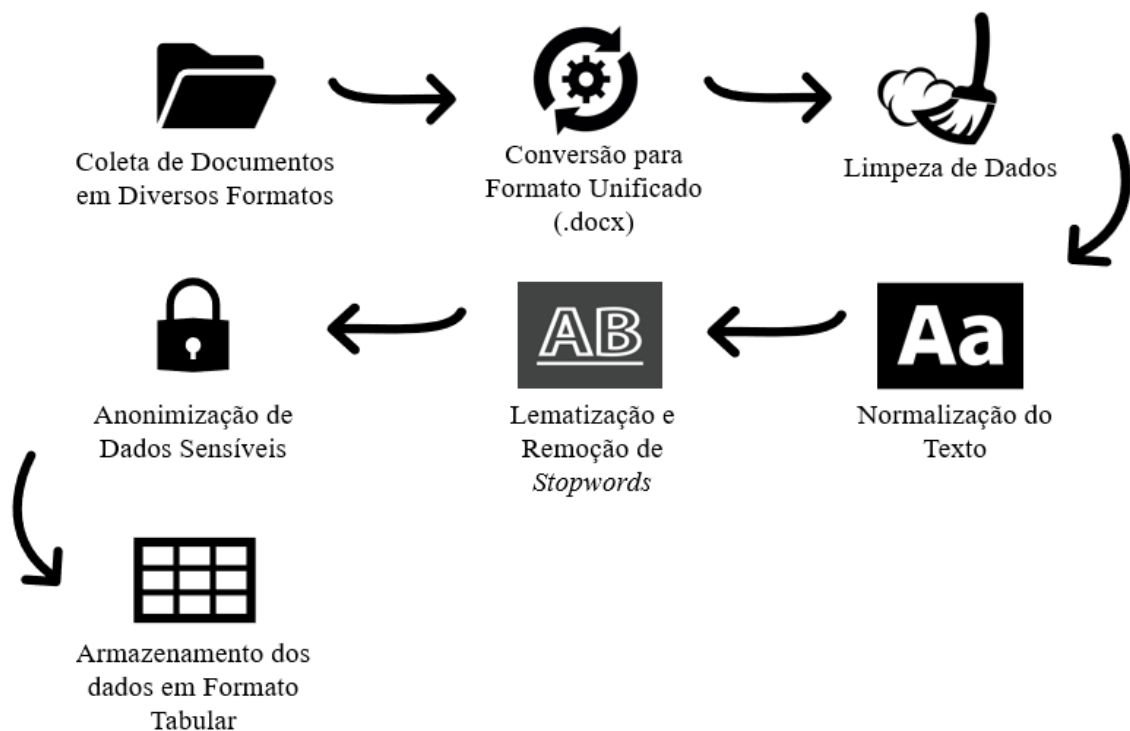 Coleta de Documentos
em Diversos Formatos
Conversão para
Formato Unificado
(.docx)
Limpeza de Dados
Aa
Normalização do
Texto
AB
Lematização e
Remoção de
Stopwords
Anonimização de
Dados Sensíveis
Armazenamento dos
dados em Formato
Tabular